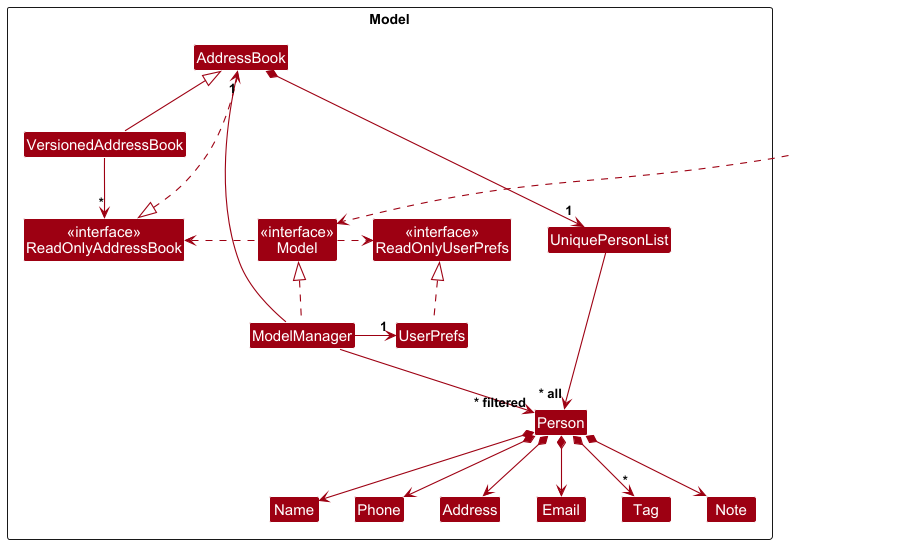 Model
AddressBook
1
VersionedAddressBook
*
1
«interface»
ReadOnlyAddressBook
«interface»
Model
«interface»
ReadOnlyUserPrefs
UniquePersonList
ModelManager
1
UserPrefs
* filtered
* all
Person
*
Name
Phone
Address
Email
Tag
Note